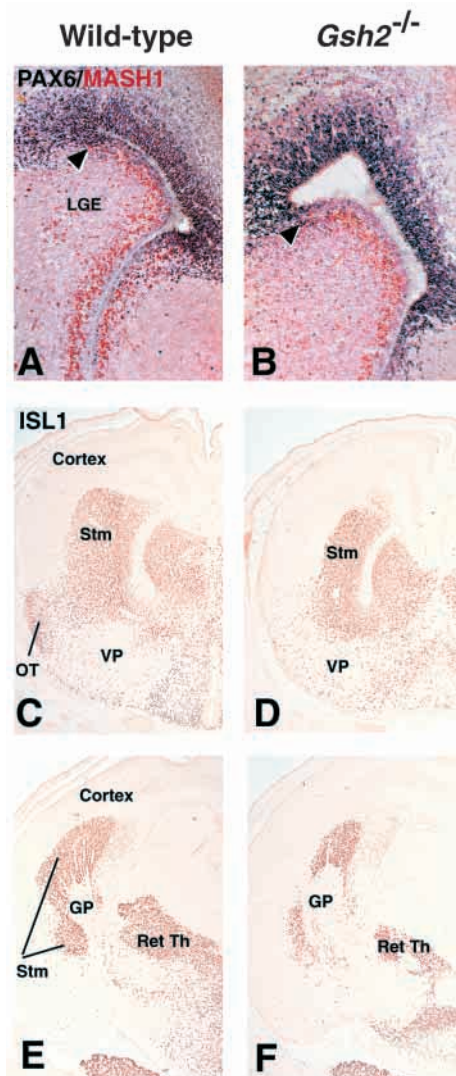 Wild-type Gsh2-/-
PAX6/MASH1
LGE
A
B
ISL1
Cortex
Stm
OT
VP
C
Stm
VP
D
Cortex
GP
Stm
Ret Th
E
GP
Ret Th
F